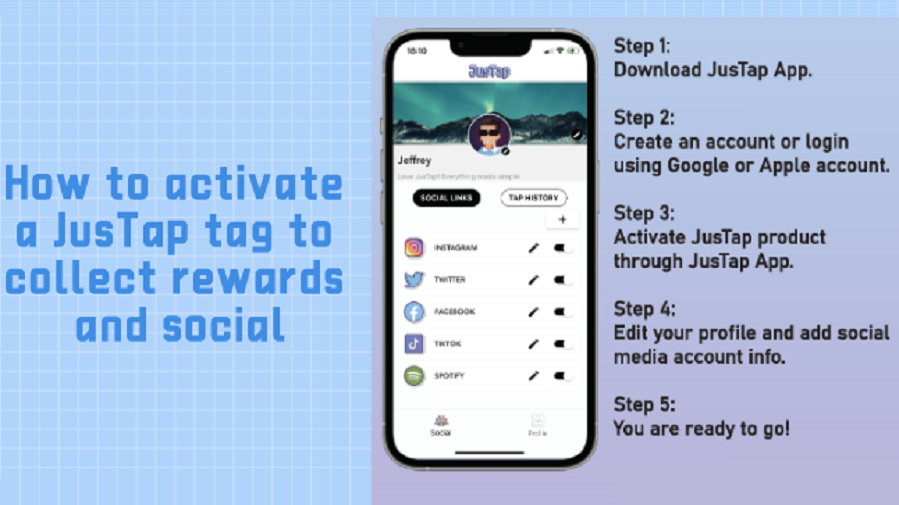 How to activate
a JusTap tag to
collect rewards
and social
18:10
JusTap
Jeffrey
Love JusTap! Everything made simple
SOCIAL LINKS
TAP HISTORY
+
INSTAGRAM
TWITTER
FACEBOOK
TIKTOK
SPOTIFY
Social
Profile
Step 1:
Download JusTap App.
Step 2:
Create an account or login
using Google or Apple account.
Step 3:
Activate JusTap product
through JusTap App.
Step 4:
Edit your profile and add social
media account info.
Step 5:
You are ready to go!